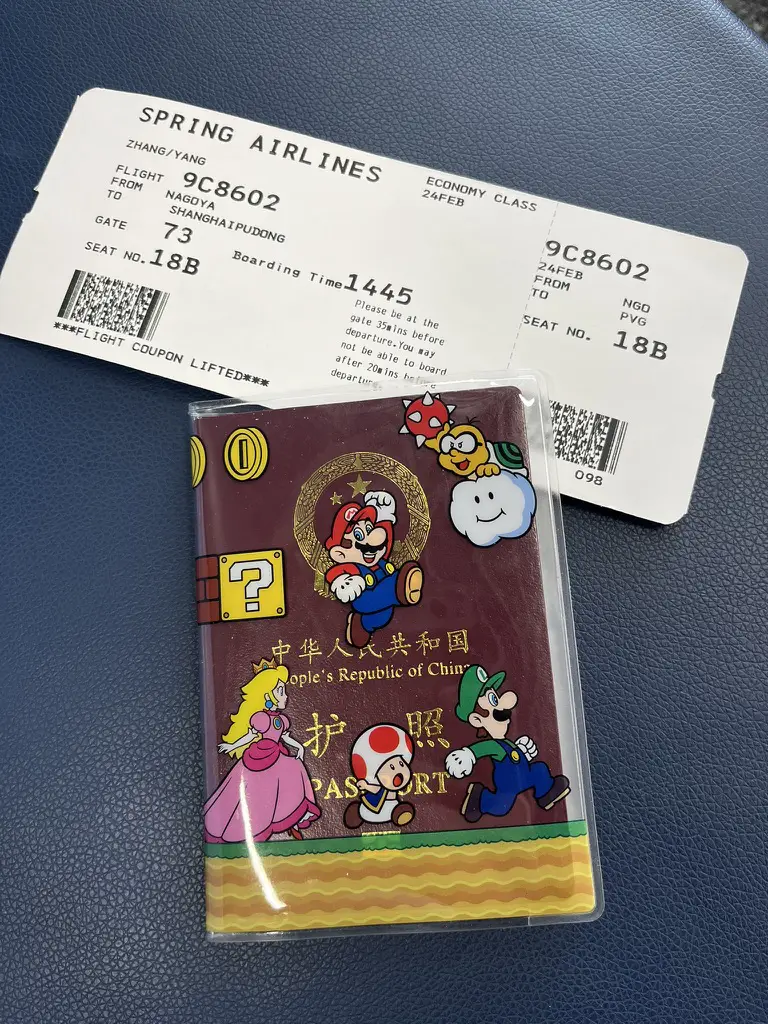 SPRING AIRLINES
ZHANG/YANG
ECONOMY CLASS
24FEB
FLIGHT 9C8602
FROM NAGOYA
TO SHANGHAIPUDONG
GATE 73
SEAT NO. 18B
Boarding Time 1445
Please be at the
gate 35mins before
departure. You may
not be able to board
after 20mins before
departure.
***FLIGHT COUPON LIFTED***
9C8602
24FEB
FROM NGO
TO PVG
SEAT NO. 18B
098
?
M
中华人民共和国
People's Republic of China
护照
PASSPORT